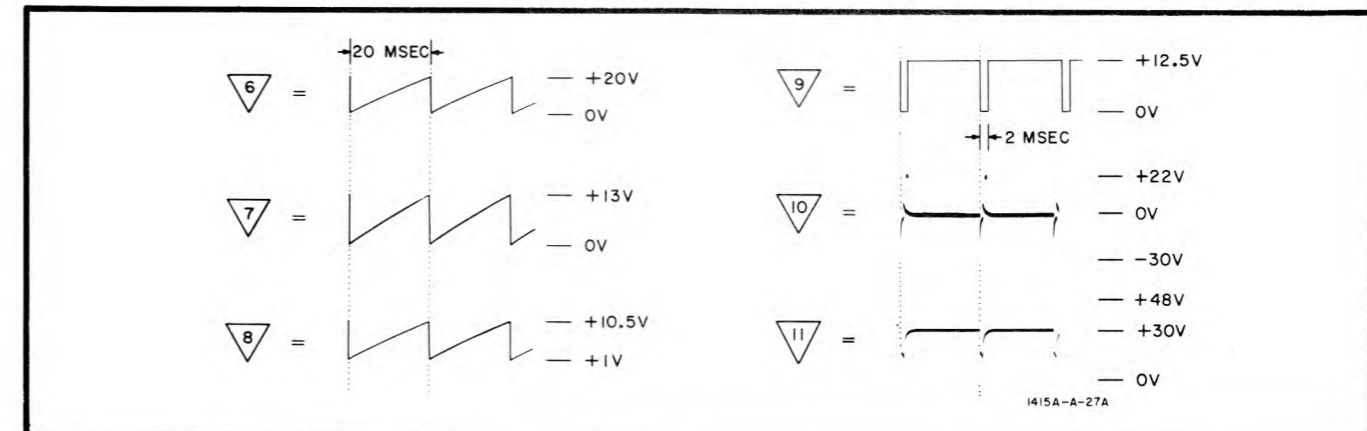 20 MSEC
6 =
+20V
0V
7 =
+13V
0V
8 =
+10.5V
+1V
9 =
+12.5V
0V
2 MSEC
10 =
+22V
0V
-30V
11 =
+48V
+30V
0V
1415A-A-27A